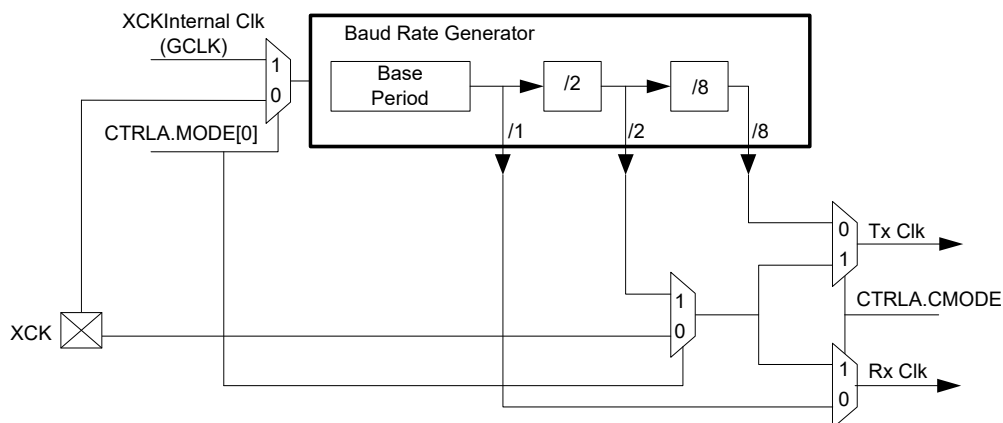 XCKInternal Clk
(GCLK)
Baud Rate Generator
1
0
Base
Period
/2
/8
CTRLA.MODE[0]
/1
/2
/8
0
1
Tx Clk
XCK
1
0
CTRLA.CMODE
1
0
Rx Clk